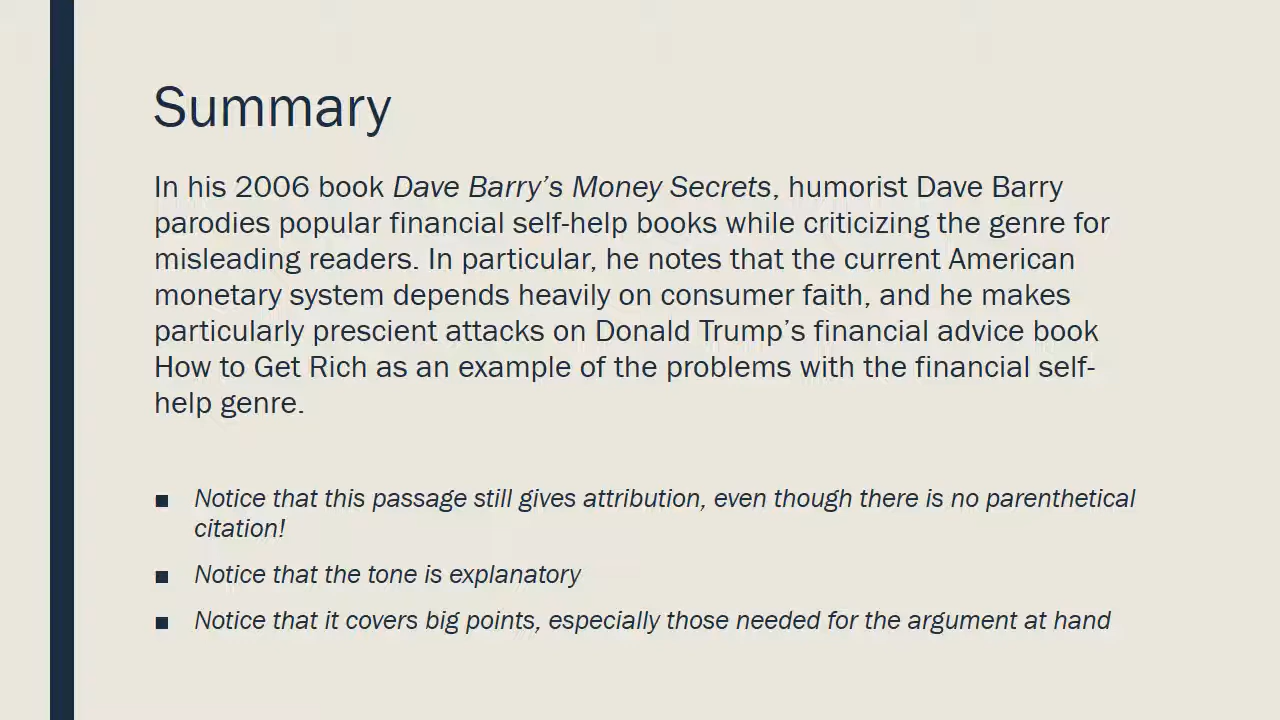 Summary
In his 2006 book Dave Barry’s Money Secrets, humorist Dave Barry
parodies popular financial self-help books while criticizing the genre for
misleading readers. In particular, he notes that the current American
monetary system depends heavily on consumer faith, and he makes
particularly prescient attacks on Donald Trump’s financial advice book
How to Get Rich as an example of the problems with the financial self-
help genre.
■ Notice that this passage still gives attribution, even though there is no parenthetical
citation!
■ Notice that the tone is explanatory
■ Notice that it covers big points, especially those needed for the argument at hand